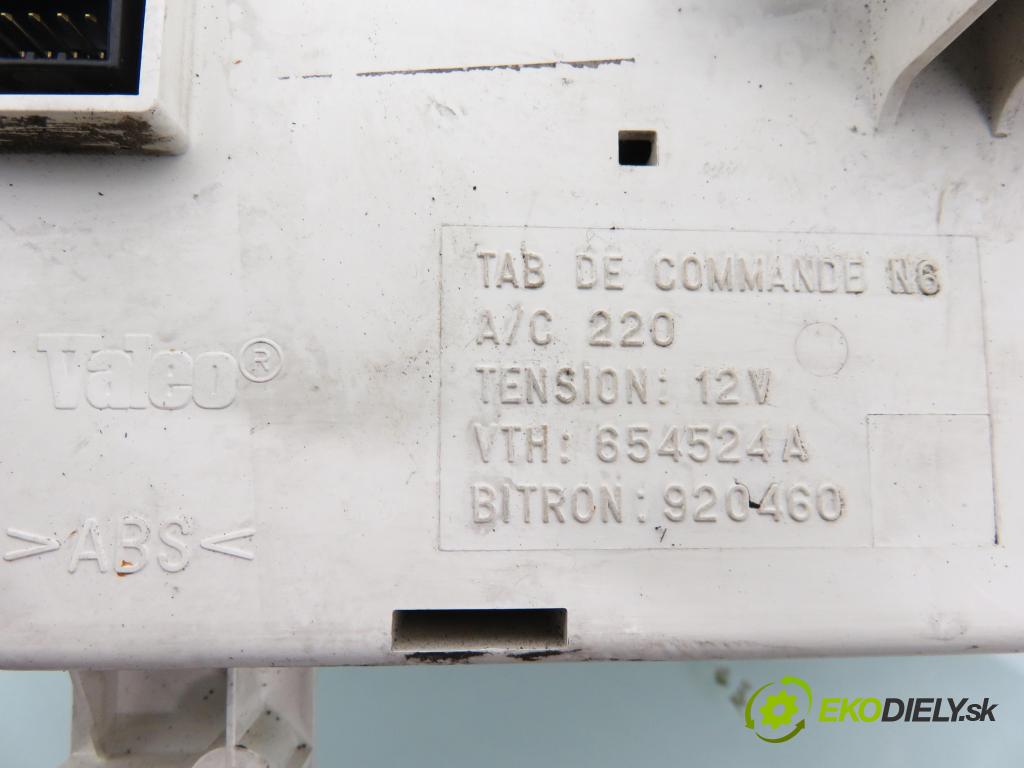 TAB DE COMMANDE N6
A/C 220
TENSION: 12V
VTH: 654524A
BITRON: 920460
Valeo®
>ABS<
EKODIELY.sk